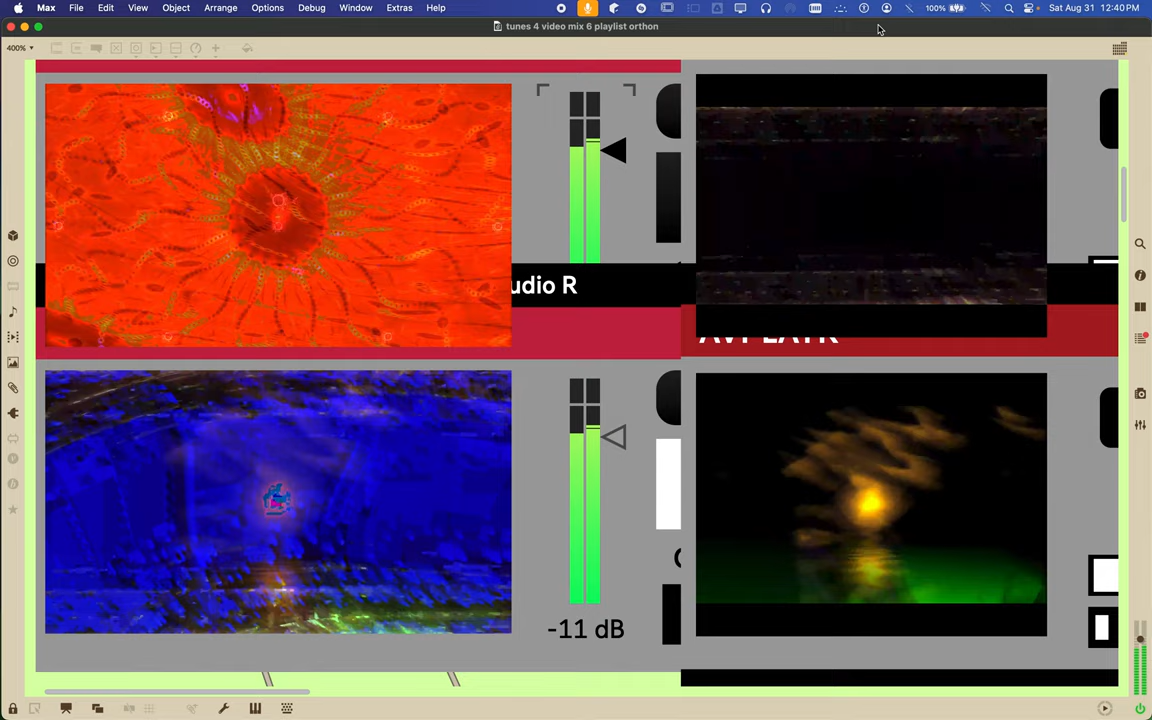 Max File Edit View Object Arrange Options Debug Window Extras Help
100%
Sat Aug 31 12:40 PM
tunes 4 video mix 6 playlist orthon
400%
udio R
-11 dB